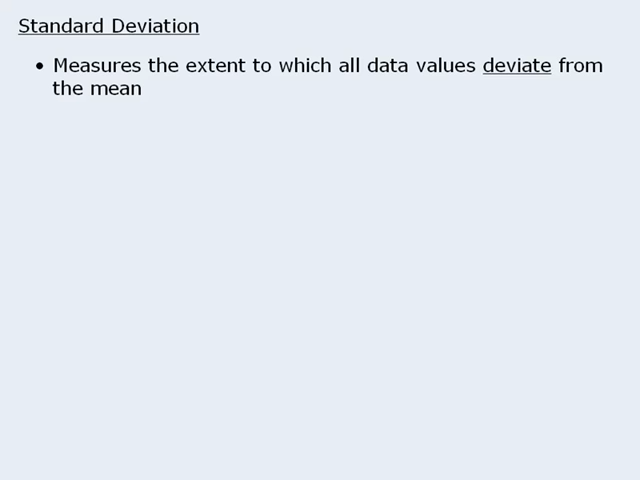 Standard Deviation
• Measures the extent to which all data values deviate from
the mean